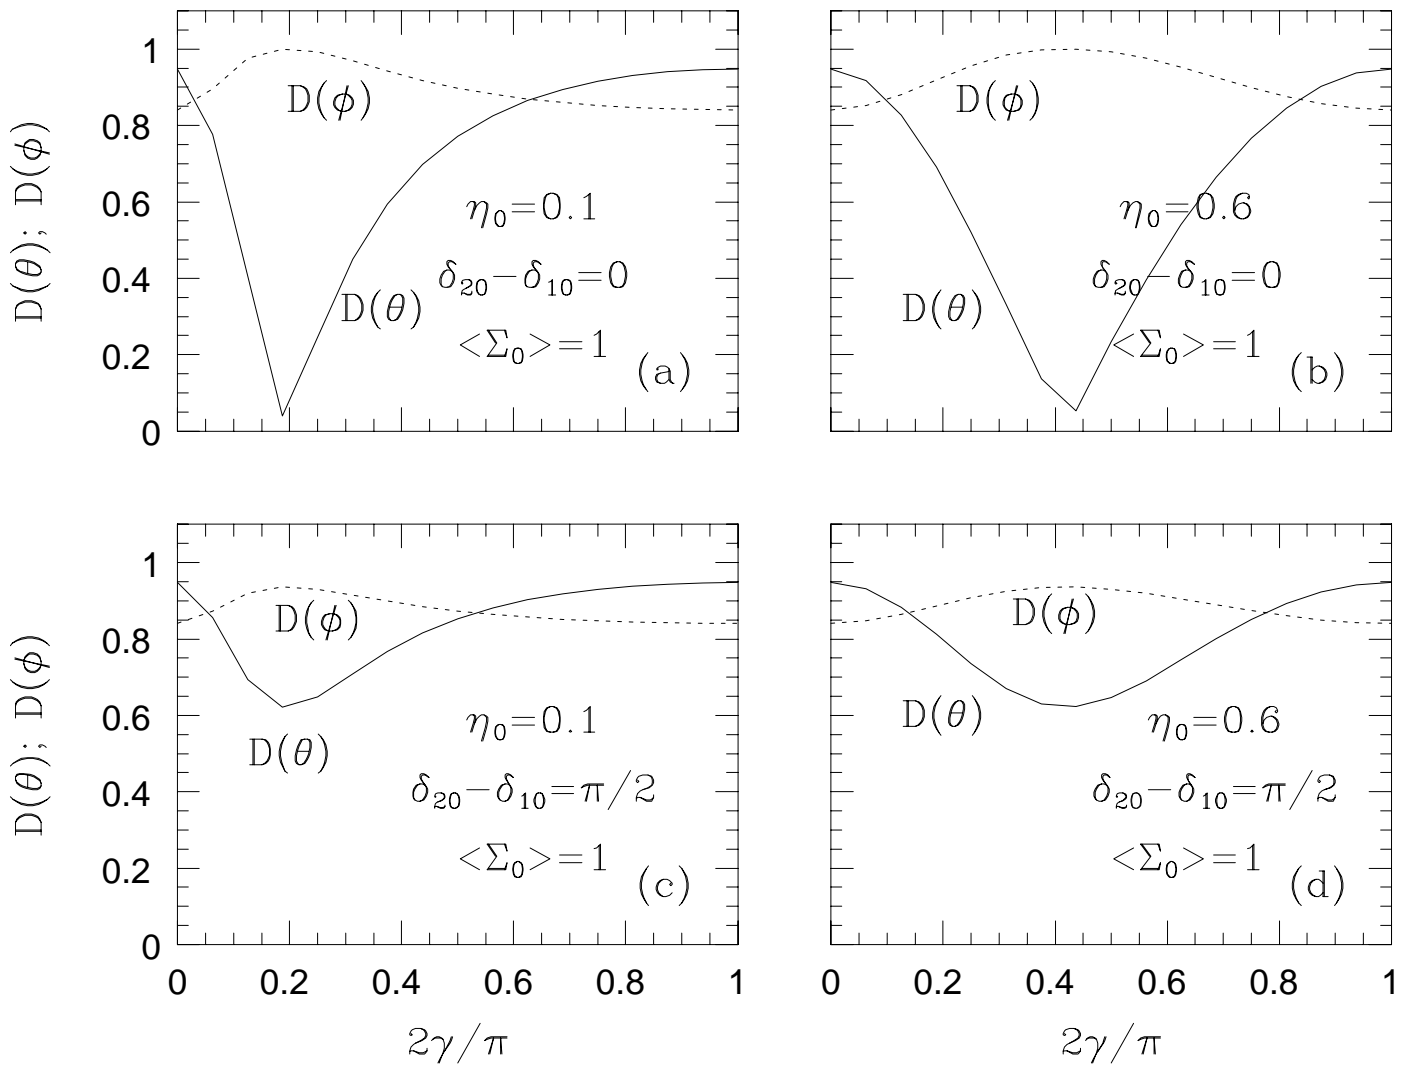 D(θ); D(ϕ)
1
0.8
0.6
0.4
0.2
0
D(ϕ)
D(θ)
η₀=0.1
δ₂₀−δ₁₀=0
<Σ₀>=1
(a)
D(ϕ)
D(θ)
η₀=0.6
δ₂₀−δ₁₀=0
<Σ₀>=1
(b)
D(θ); D(ϕ)
1
0.8
0.6
0.4
0.2
0
D(ϕ)
D(θ)
η₀=0.1
δ₂₀−δ₁₀=π/2
<Σ₀>=1
(c)
0 0.2 0.4 0.6 0.8 1
2γ/π
D(ϕ)
D(θ)
η₀=0.6
δ₂₀−δ₁₀=π/2
<Σ₀>=1
(d)
0 0.2 0.4 0.6 0.8 1
2γ/π